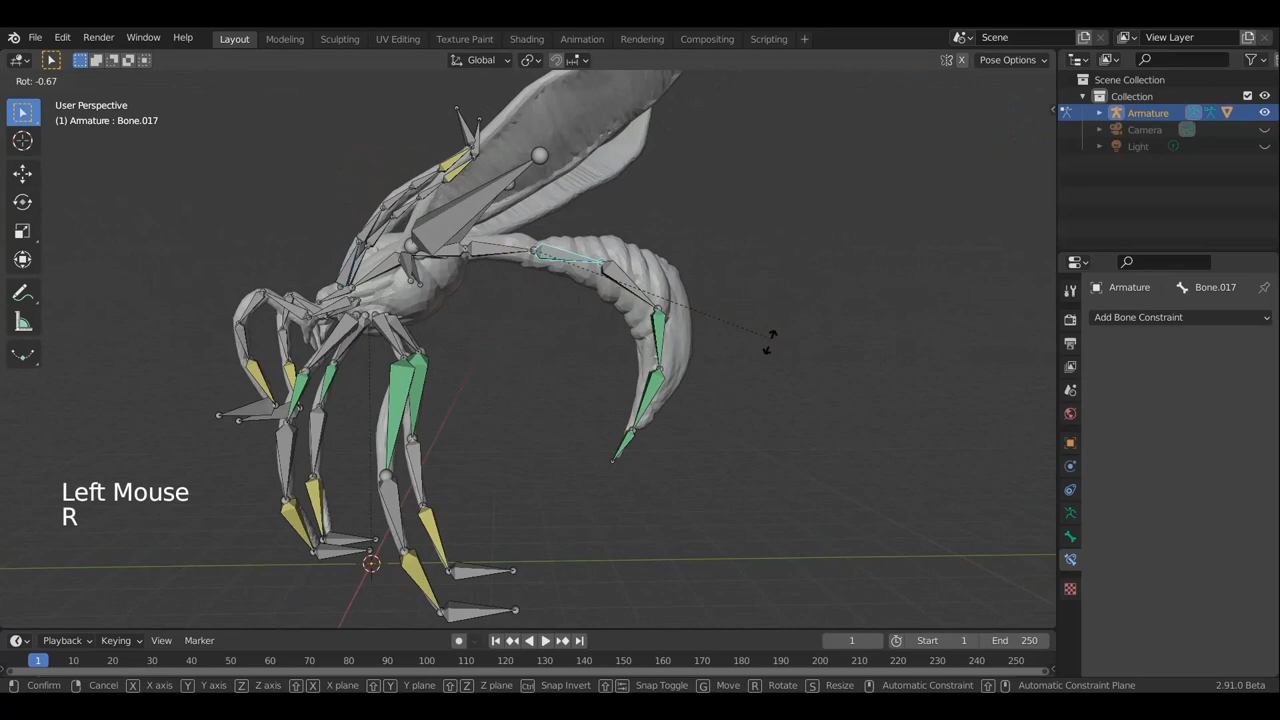 File Edit Render Window Help Layout Modeling Sculpting UV Editing Texture Paint Shading Animation Rendering Compositing Scripting + Scene View Layer
Global X Pose Options
Rot: -0.67
User Perspective
(1) Armature : Bone.017
Scene Collection
Collection
Armature
Camera
Light
Armature Bone.017
Add Bone Constraint
Left Mouse
R
Playback Keying View Marker 1 Start 1 End 250
1 10 20 30 40 50 60 70 80 90 100 110 120 130 140 150 160 170 180 190 200 210 220 230 240 250
Confirm Cancel X X axis Y Y axis Z Z axis X X plane Y Y plane Z Z plane Ctrl Snap Invert Snap Toggle G Move R Rotate S Resize Automatic Constraint Automatic Constraint Plane 2.91.0 Beta